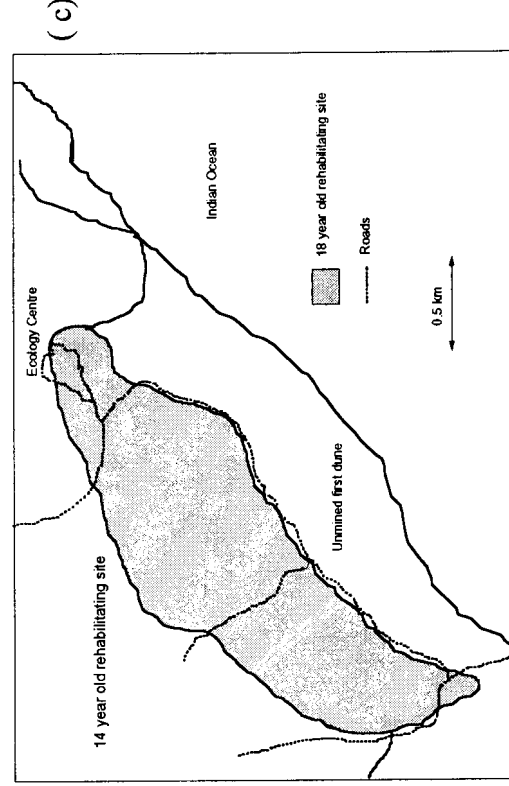 (c)
Ecology Centre
14 year old rehabilitating site
Indian Ocean
18 year old rehabilitating site
Roads
Unmined first dune
0.5 km